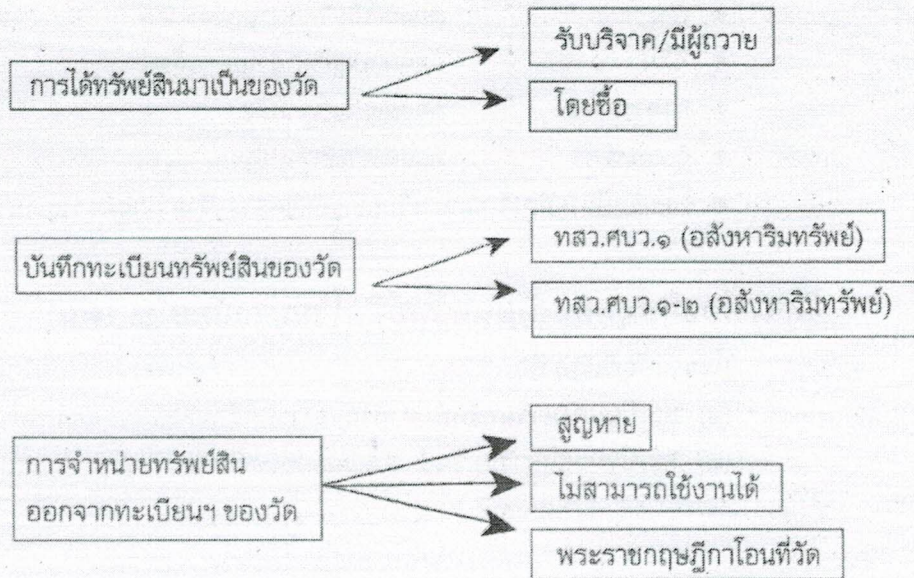 การได้ทรัพย์สินมาเป็นของวัด
รับบริจาค/มีผู้ถวาย
โดยซื้อ
บันทึกทะเบียนทรัพย์สินของวัด
ทสว.ศบว.๑ (อสังหาริมทรัพย์)
ทสว.ศบว.๑-๒ (อสังหาริมทรัพย์)
การจำหน่ายทรัพย์สิน
ออกจากทะเบียนฯ ของวัด
สูญหาย
ไม่สามารถใช้งานได้
พระราชกฤษฎีกาโอนที่วัด